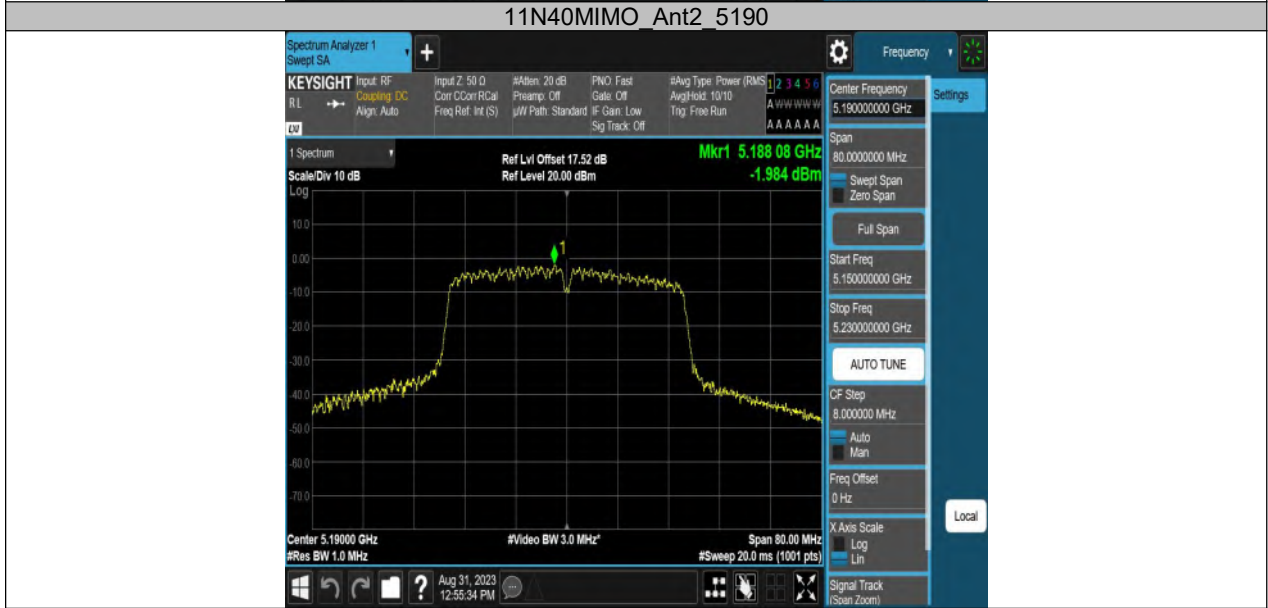 11N40MIMO_Ant2_5190
Spectrum Analyzer 1
Swept SA
+
Frequency
KEYSIGHT
RL
LXI
Input: RF
Coupling: DC
Align: Auto
Input Z: 50 Ω
Corr CCorr RCal
Freq Ref: Int (S)
#Atten: 20 dB
Preamp: Off
µW Path: Standard
PNO: Fast
Gate: Off
IF Gain: Low
Sig Track: Off
#Avg Type: Power (RMS
Avg|Hold: 10/10
Trig: Free Run
1 2 3 4 5 6
A W W W W W
A A A A A A
1 Spectrum
Scale/Div 10 dB
Log
Ref Lvl Offset 17.52 dB
Ref Level 20.00 dBm
Mkr1 5.188 08 GHz
-1.984 dBm
10.0
0.00
-10.0
-20.0
-30.0
-40.0
-50.0
-60.0
-70.0
1
Center 5.19000 GHz
#Res BW 1.0 MHz
#Video BW 3.0 MHz*
Span 80.00 MHz
#Sweep 20.0 ms (1001 pts)
?
Aug 31, 2023
12:55:34 PM
Center Frequency
5.190000000 GHz
Settings
Span
80.0000000 MHz
Swept Span
Zero Span
Full Span
Start Freq
5.150000000 GHz
Stop Freq
5.230000000 GHz
AUTO TUNE
CF Step
8.000000 MHz
Auto
Man
Freq Offset
0 Hz
X Axis Scale
Log
Lin
Local
Signal Track
(Span Zoom)